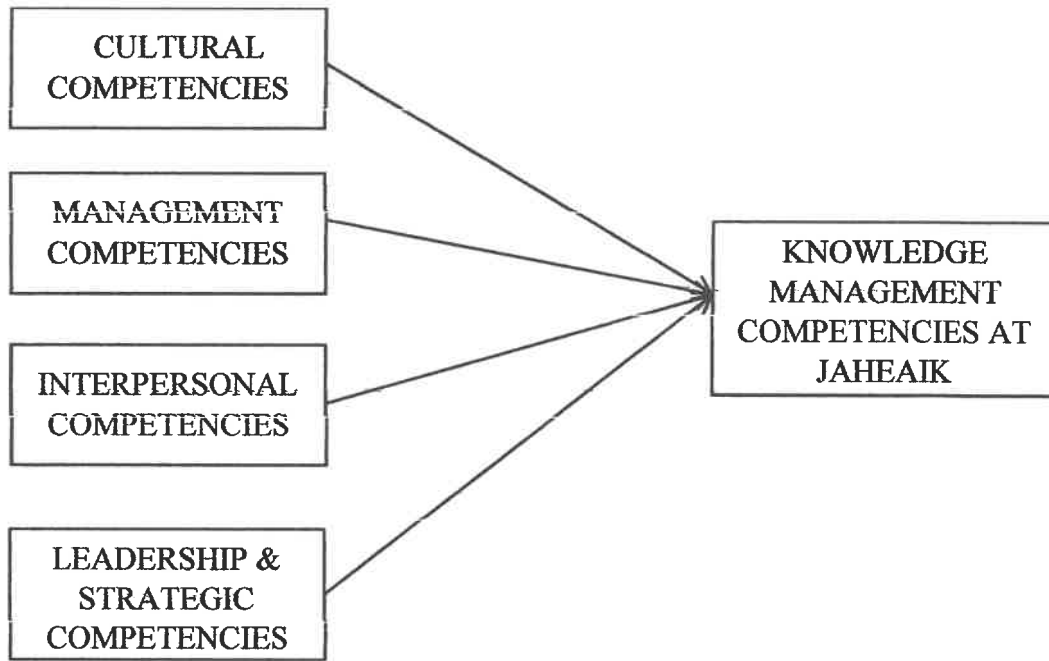 CULTURAL
COMPETENCIES
MANAGEMENT
COMPETENCIES
INTERPERSONAL
COMPETENCIES
LEADERSHIP &
STRATEGIC
COMPETENCIES
KNOWLEDGE
MANAGEMENT
COMPETENCIES AT
JAHEAIK